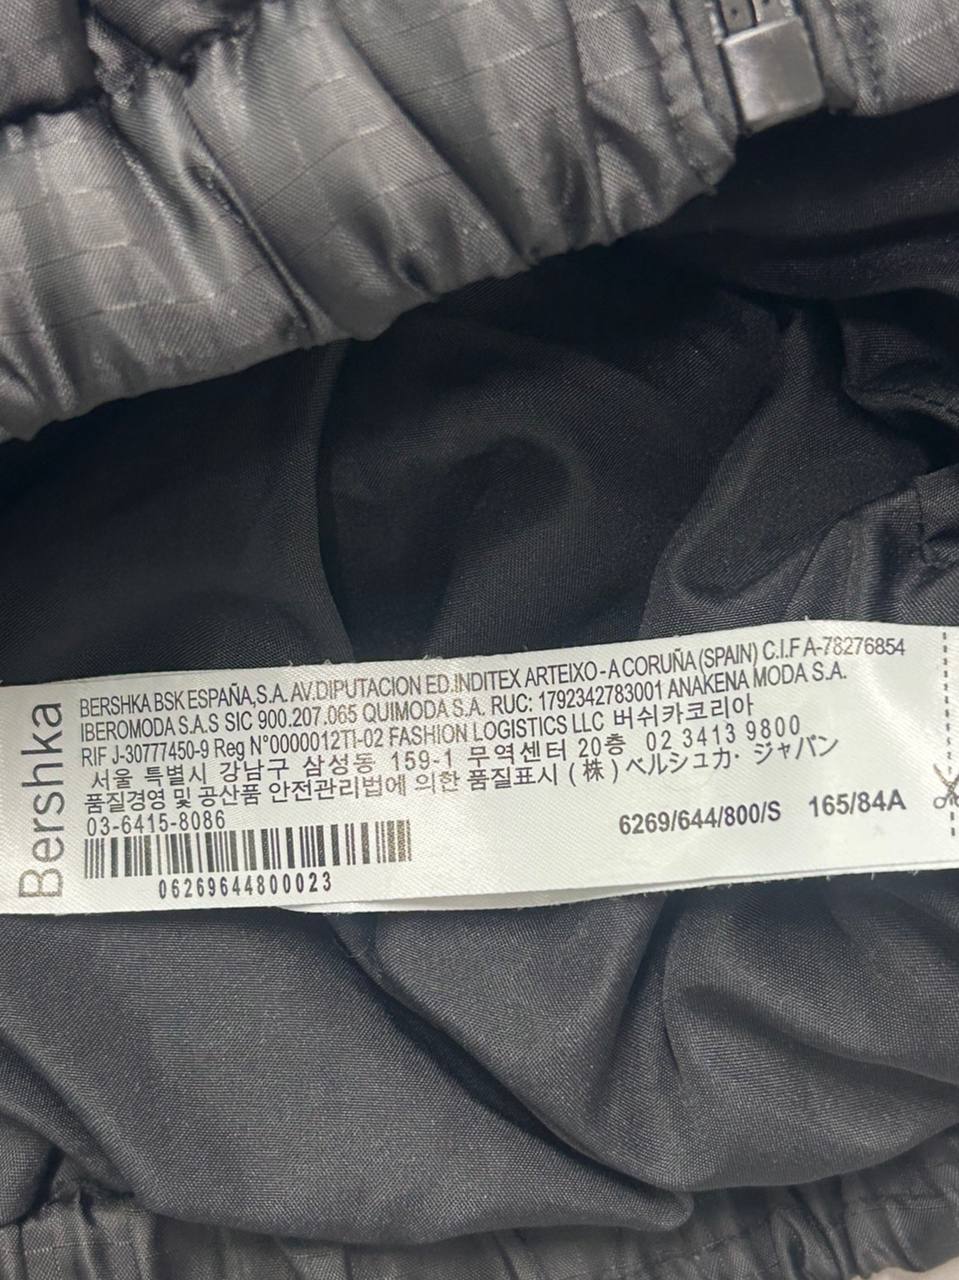 Bershka
BERSHKA BSK ESPAÑA,S.A. AV.DIPUTACION ED.INDITEX ARTEIXO - A CORUÑA (SPAIN) C.I.F A-78276854
IBEROMODA S.A.S SIC 900.207.065 QUIMODA S.A. RUC: 1792342783001 ANAKENA MODA S.A.
RIF J-30777450-9 Reg N°0000012TI-02 FASHION LOGISTICS LLC 버쉬카코리아
서울 특별시 강남구 삼성동 159-1 무역센터 20층 02 3413 9800
품질경영 및 공산품 안전관리법에 의한 품질표시 (株) ベルシュカ・ジャパン
03-6415-8086
6269/644/800/S 165/84A
06269644800023